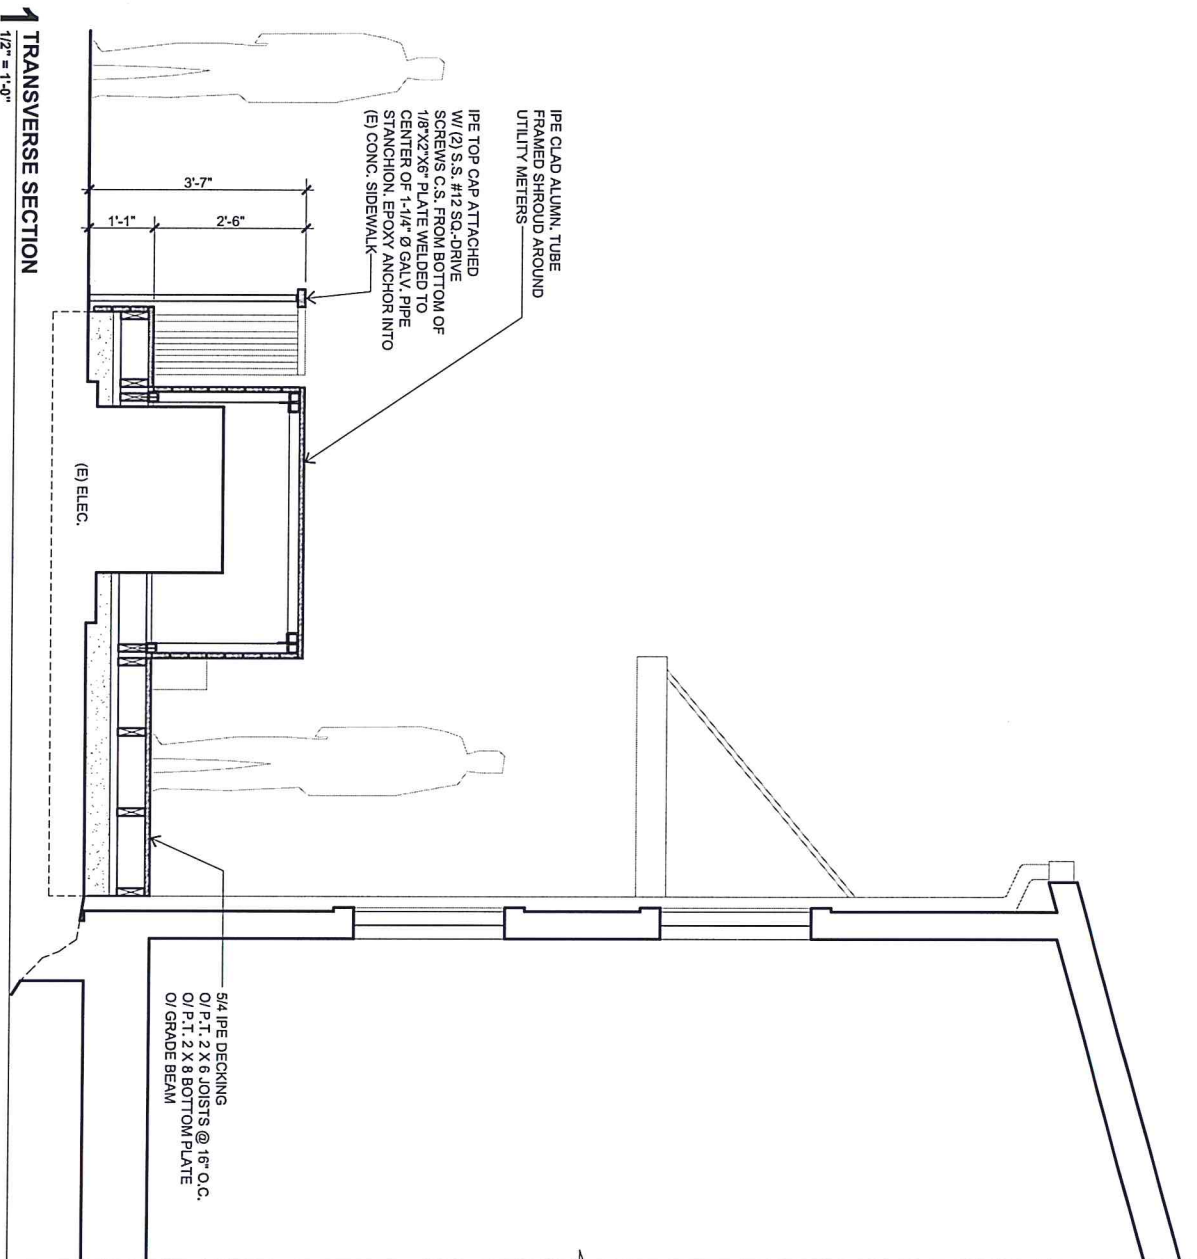 IPE CLAD ALUMN. TUBE
FRAMED SHROUD AROUND
UTILITY METERS
IPE TOP CAP ATTACHED
W/ (2) S.S. #12 SQ.-DRIVE
SCREWS C.S. FROM BOTTOM OF
1/8"X2"X6" PLATE WELDED TO
CENTER OF 1-1/4" Ø GALV. PIPE
STANCHION. EPOXY ANCHOR INTO
(E) CONC. SIDEWALK
3'-7"
1'-1"
2'-6"
(E) ELEC.
5/4 IPE DECKING
O/ P.T. 2 X 6 JOISTS @ 16" O.C.
O/ P.T. 2 X 8 BOTTOM PLATE
O/ GRADE BEAM
1 TRANSVERSE SECTION
1/2" = 1'-0"